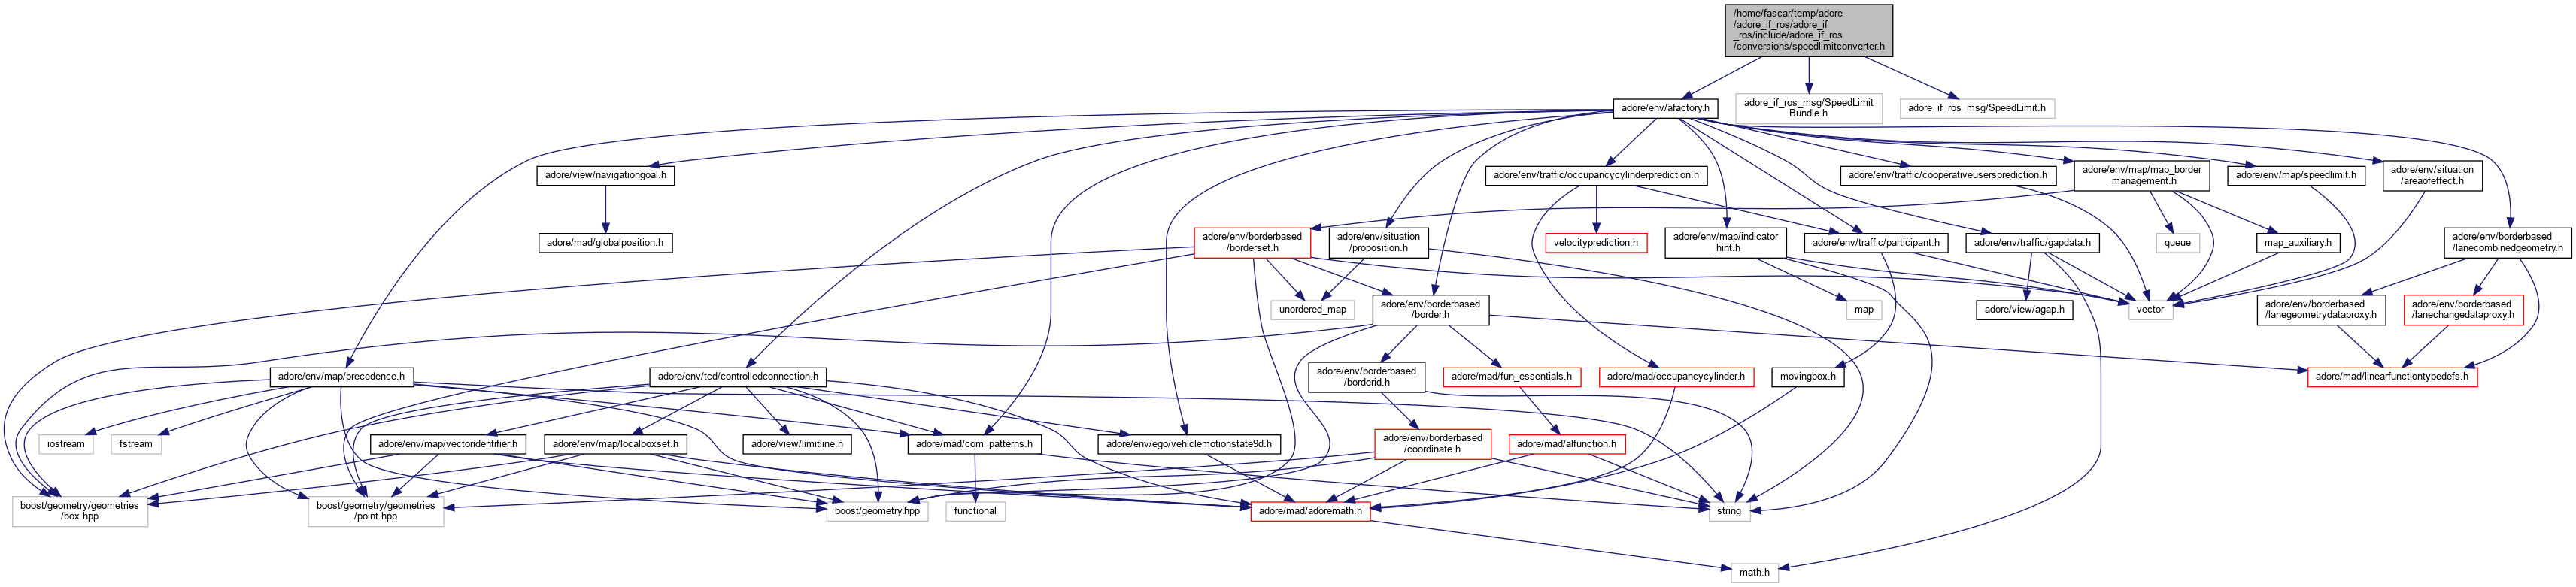 /home/fascar/temp/adore
/adore_if_ros/adore_if
_ros/include/adore_if_ros
/conversions/speedlimitconverter.h
adore/env/afactory.h
adore_if_ros_msg/SpeedLimit
Bundle.h
adore_if_ros_msg/SpeedLimit.h
adore/view/navigationgoal.h
adore/env/traffic/occupancycylinderprediction.h
adore/env/traffic/cooperativeusersprediction.h
adore/env/map/map_border
_management.h
adore/env/map/speedlimit.h
adore/env/situation
/areaofeffect.h
adore/mad/globalposition.h
adore/env/borderbased
/borderset.h
adore/env/situation
/proposition.h
velocityprediction.h
adore/env/map/indicator
_hint.h
adore/env/traffic/participant.h
adore/env/traffic/gapdata.h
queue
map_auxiliary.h
adore/env/borderbased
/lanecombinedgeometry.h
unordered_map
adore/env/borderbased
/border.h
map
adore/view/agap.h
vector
adore/env/borderbased
/lanegeometrydataproxy.h
adore/env/borderbased
/lanechangedataproxy.h
adore/env/map/precedence.h
adore/env/tcd/controlledconnection.h
adore/env/borderbased
/borderid.h
adore/mad/fun_essentials.h
adore/mad/occupancycylinder.h
movingbox.h
adore/mad/linearfunctiontypedefs.h
iostream
fstream
adore/env/map/vectoridentifier.h
adore/env/map/localboxset.h
adore/view/limitline.h
adore/mad/com_patterns.h
adore/env/ego/vehiclemotionstate9d.h
adore/env/borderbased
/coordinate.h
adore/mad/alfunction.h
boost/geometry/geometries
/box.hpp
boost/geometry/geometries
/point.hpp
boost/geometry.hpp
functional
adore/mad/adoremath.h
string
math.h